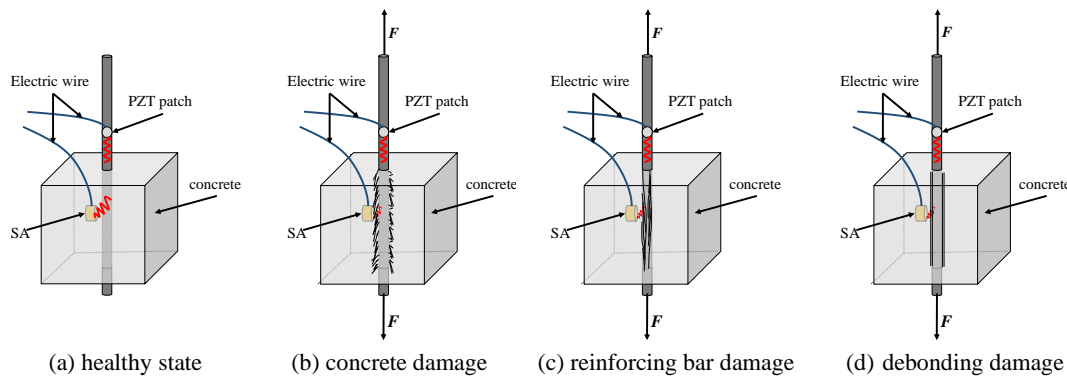 F
F
F
Electric wire
PZT patch
concrete
SA
Electric wire
PZT patch
concrete
SA
F
Electric wire
PZT patch
concrete
SA
F
Electric wire
PZT patch
concrete
SA
F
(a) healthy state
(b) concrete damage
(c) reinforcing bar damage
(d) debonding damage